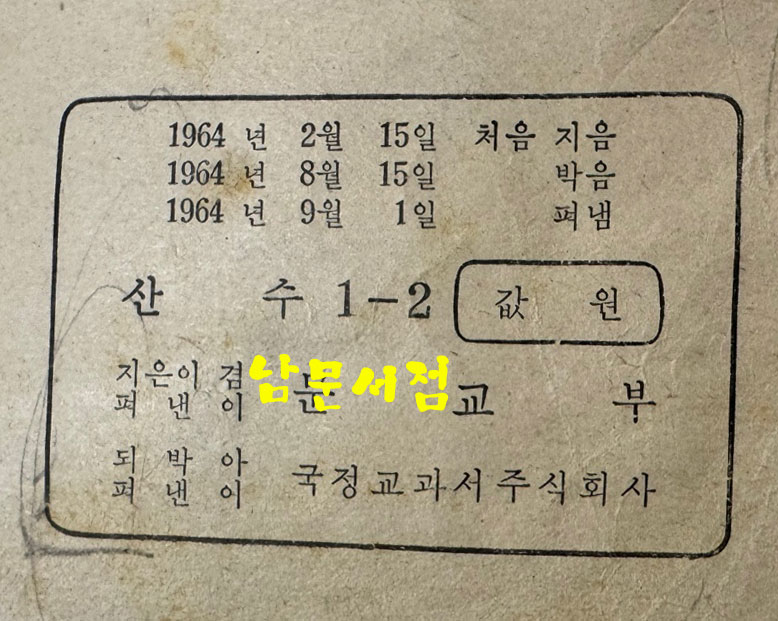 1964 년 2월 15일 처음 지음
1964 년 8월 15일 박음
1964 년 9월 1일 펴냄
산 수 1-2 값 원
지은이 겸
펴 낸 이
문 교 부
남문서점
되 박 아
펴 낸 이
국정교과서주식회사